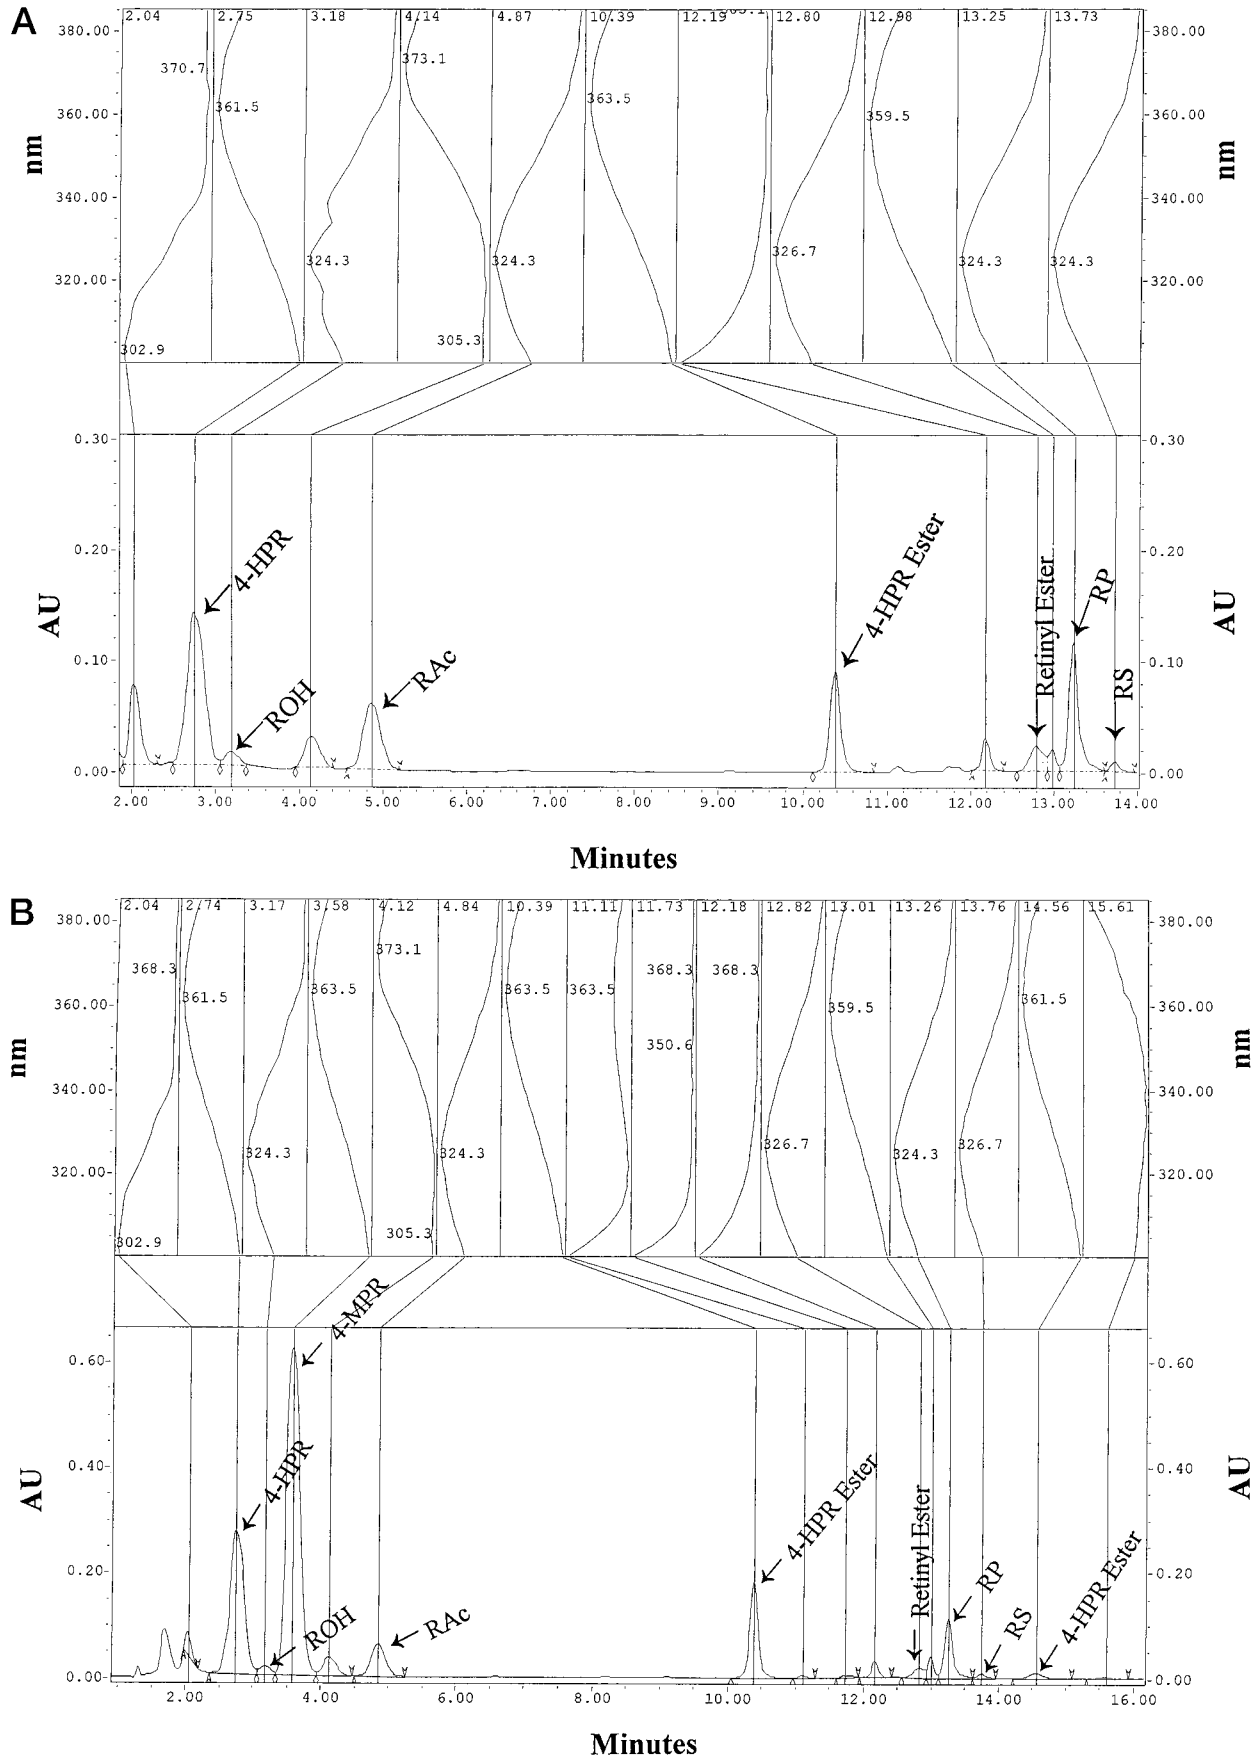 A
2.04 2.75 3.18 4.14 4.87 10.39 12.19 12.80 12.98 13.25 13.73
380.00 380.00
373.1
370.7
363.5
361.5 359.5
360.00 360.00
nm nm
340.00 340.00
326.7
324.3 324.3 324.3 324.3
320.00 320.00
305.3
302.9
0.30 0.30
0.20 0.20
4-HPR 4-HPR Ester Retinyl Ester RP
AU AU
0.10 0.10
ROH RAc RS
0.00 0.00
2.00 3.00 4.00 5.00 6.00 7.00 8.00 9.00 10.00 11.00 12.00 13.00 14.00
Minutes
B
2.04 2.74 3.17 3.58 4.12 4.84 10.39 11.11 11.73 12.18 12.82 13.01 13.26 13.76 14.56 15.61
380.00 380.00
373.1
368.3 368.3 368.3
361.5 363.5 363.5 363.5 359.5 361.5
360.00 360.00
350.6
nm nm
340.00 340.00
324.3 324.3 326.7 324.3 326.7
320.00 320.00
305.3
302.9
4-MPR
0.60 0.60
4-HPR
0.40 0.40
AU AU
4-HPR Ester Retinyl Ester RP 4-HPR Ester
0.20 0.20
ROH RAc RS
0.00 0.00
2.00 4.00 6.00 8.00 10.00 12.00 14.00 16.00
Minutes